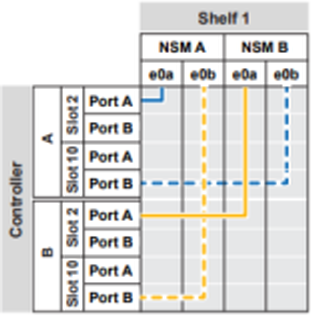 Shelf 1
NSM A NSM B
e0a e0b e0a e0b
Controller
A
Slot 2
Port A
Port B
Slot 10
Port A
Port B
B
Slot 2
Port A
Port B
Slot 10
Port A
Port B